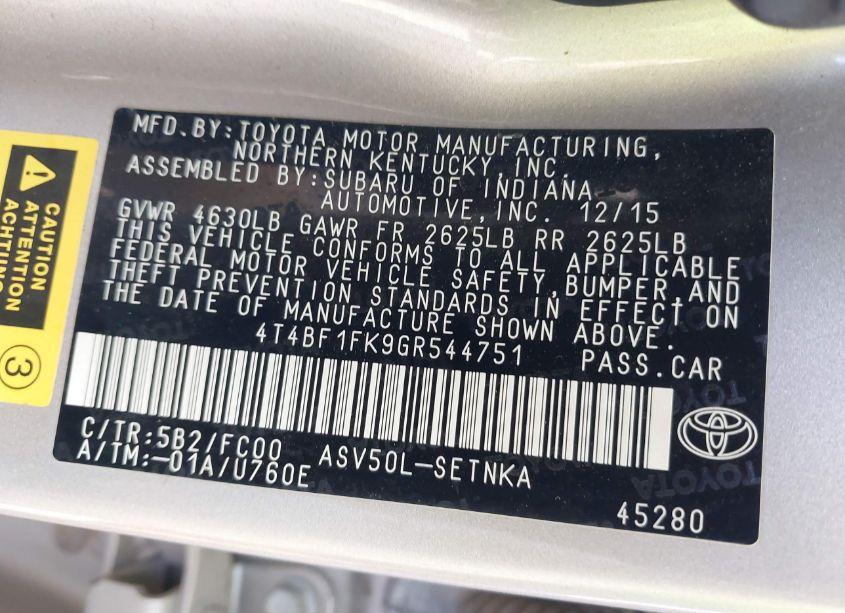 MFD.BY:TOYOTA MOTOR MANUFACTURING,
NORTHERN KENTUCKY,INC.
ASSEMBLED BY:SUBARU OF INDIANA
AUTOMOTIVE,INC. 12/15
GVWR 4630LB GAWR FR 2625LB RR 2625LB
THIS VEHICLE CONFORMS TO ALL APPLICABLE
FEDERAL MOTOR VEHICLE SAFETY,BUMPER,AND
THEFT PREVENTION STANDARDS IN EFFECT ON
THE DATE OF MANUFACTURE SHOWN ABOVE.
4T4BF1FK9GR544751 PASS.CAR
C/TR:5B2/FC00
A/TM:-01A/U760E
ASV50L-SETNKA
45280
CAUTION
ATTENTION
ACHTUNG
3
TOYOTA